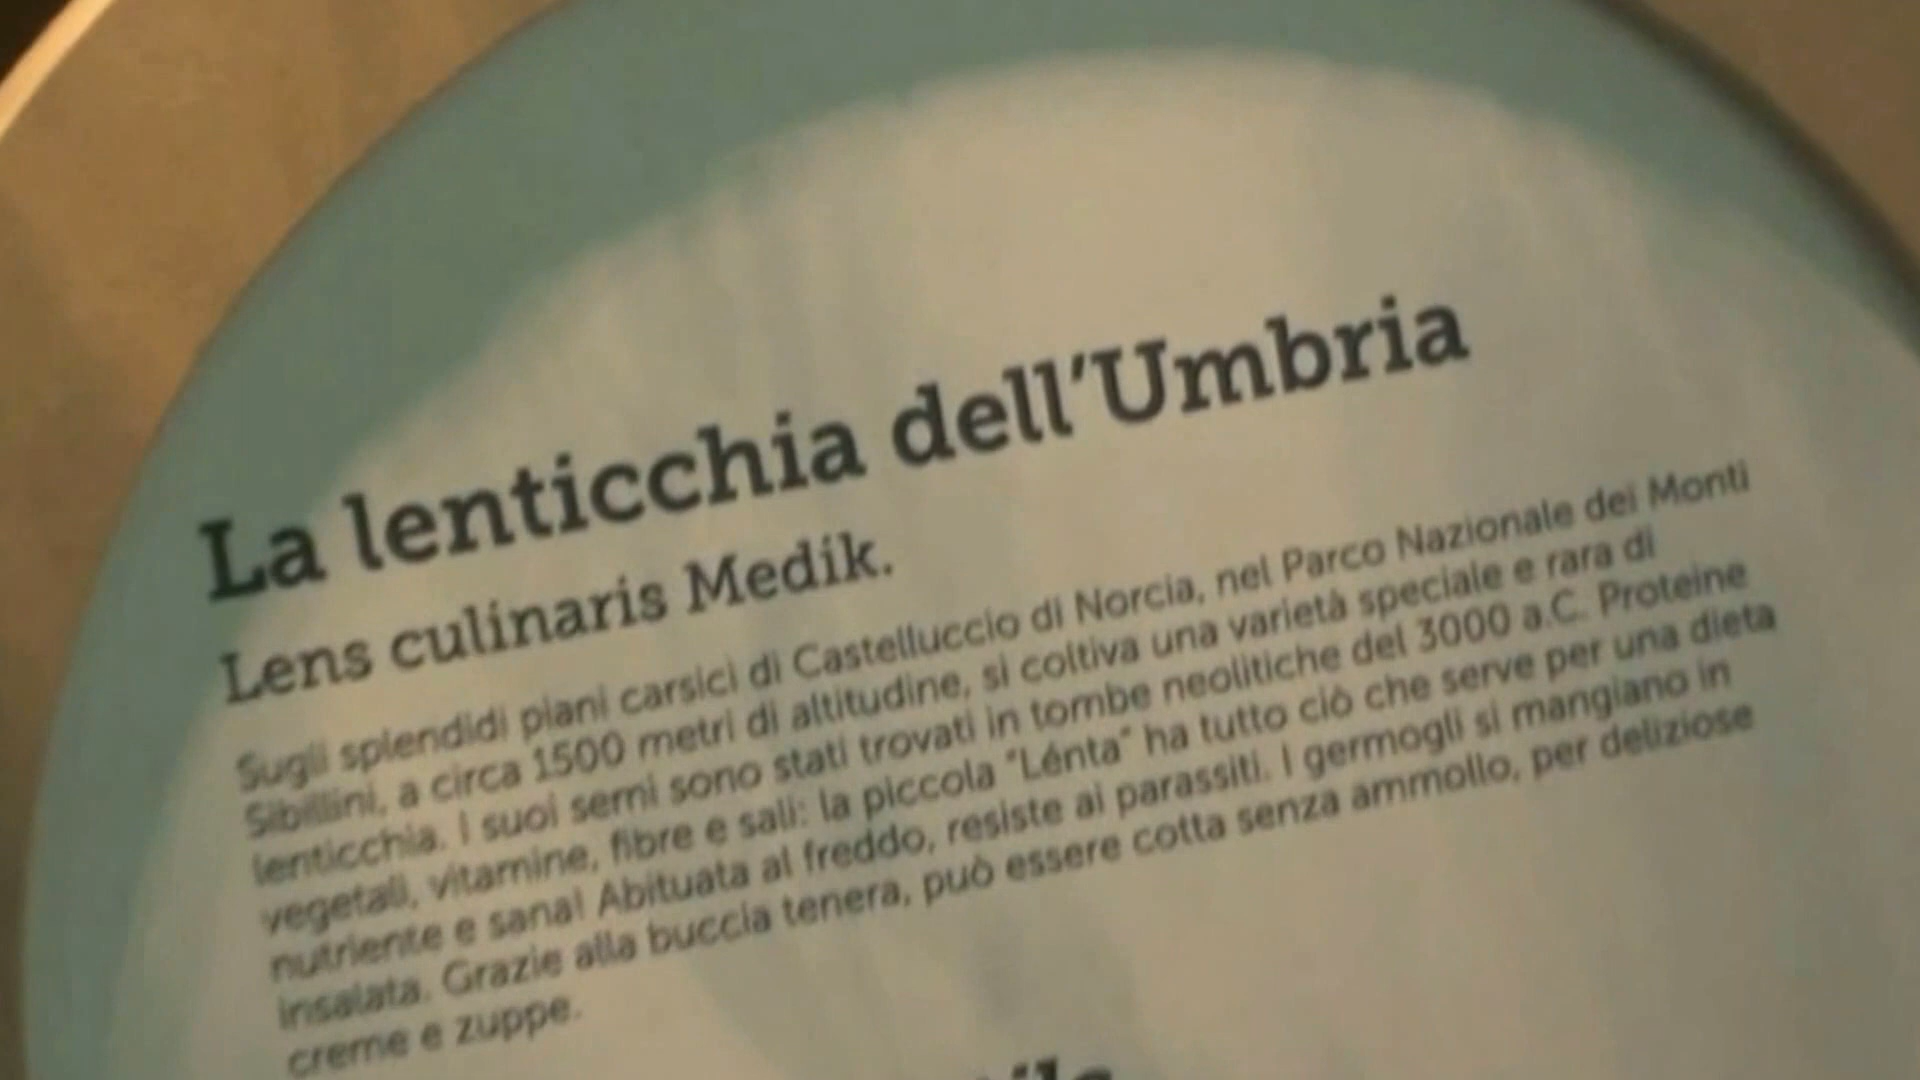 La lenticchia dell'Umbria
Lens culinaris Medik.
Sugli splendidi piani carsici di Castelluccio di Norcia, nel Parco Nazionale dei Monti
Sibillini, a circa 1500 metri di altitudine, si coltiva una varietà speciale e rara di
lenticchia. I suoi semi sono stati trovati in tombe neolitiche del 3000 a.C. Proteine
vegetali, vitamine, fibre e sali: la piccola "Lénta" ha tutto ciò che serve per una dieta
nutriente e sana! Abituata al freddo, resiste ai parassiti. I germogli si mangiano in
insalata. Grazie alla buccia tenera, può essere cotta senza ammollo, per deliziose
creme e zuppe.